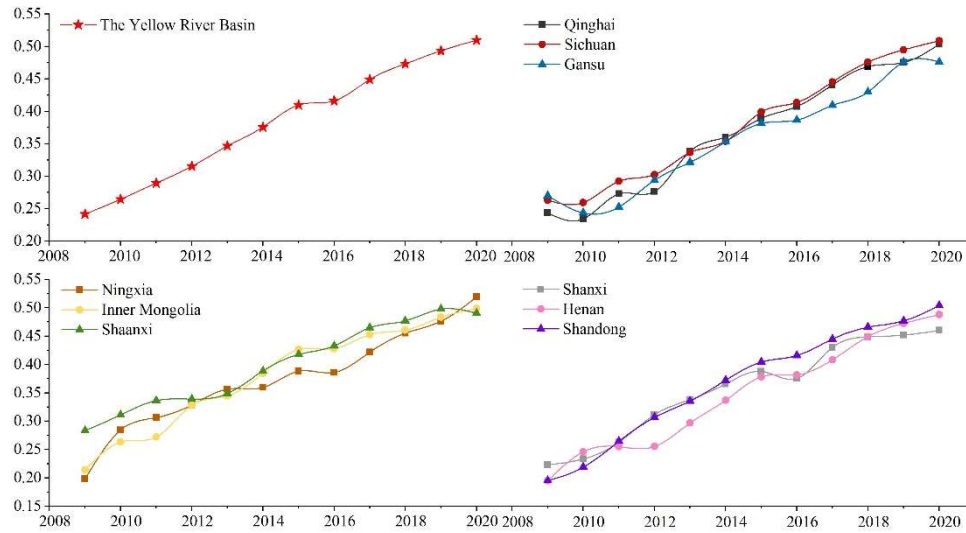 0.55
0.50
0.45
0.40
0.35
0.30
0.25
0.20
The Yellow River Basin
2008 2010 2012 2014 2016 2018 2020
Qinghai
Sichuan
Gansu
2008 2010 2012 2014 2016 2018 2020
0.55
0.50
0.45
0.40
0.35
0.30
0.25
0.20
0.15
Ningxia
Inner Mongolia
Shaanxi
2008 2010 2012 2014 2016 2018 2020
Shanxi
Henan
Shandong
2008 2010 2012 2014 2016 2018 2020